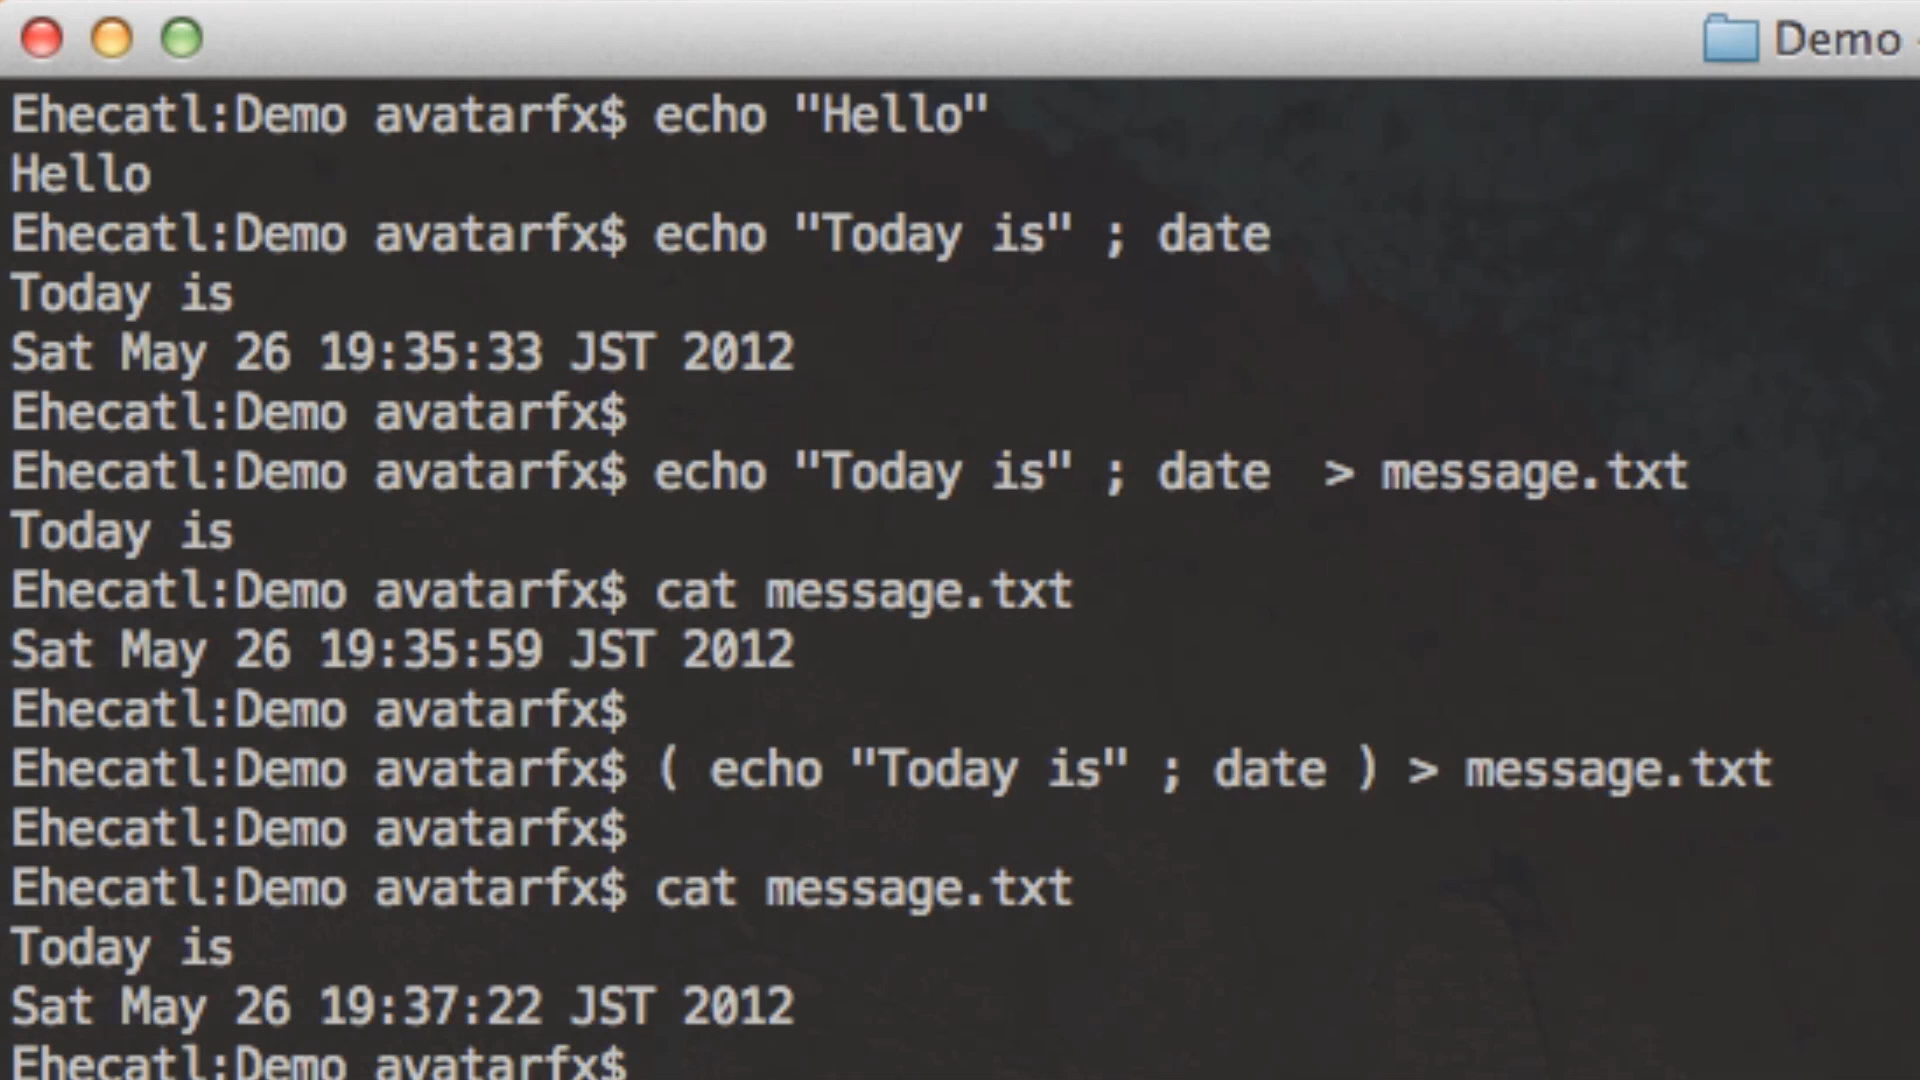 Demo
Ehecatl:Demo avatarfx$ echo "Hello"
Hello
Ehecatl:Demo avatarfx$ echo "Today is" ; date
Today is
Sat May 26 19:35:33 JST 2012
Ehecatl:Demo avatarfx$
Ehecatl:Demo avatarfx$ echo "Today is" ; date  > message.txt
Today is
Ehecatl:Demo avatarfx$ cat message.txt
Sat May 26 19:35:59 JST 2012
Ehecatl:Demo avatarfx$
Ehecatl:Demo avatarfx$ ( echo "Today is" ; date ) > message.txt
Ehecatl:Demo avatarfx$
Ehecatl:Demo avatarfx$ cat message.txt
Today is
Sat May 26 19:37:22 JST 2012
Ehecatl:Demo avatarfx$